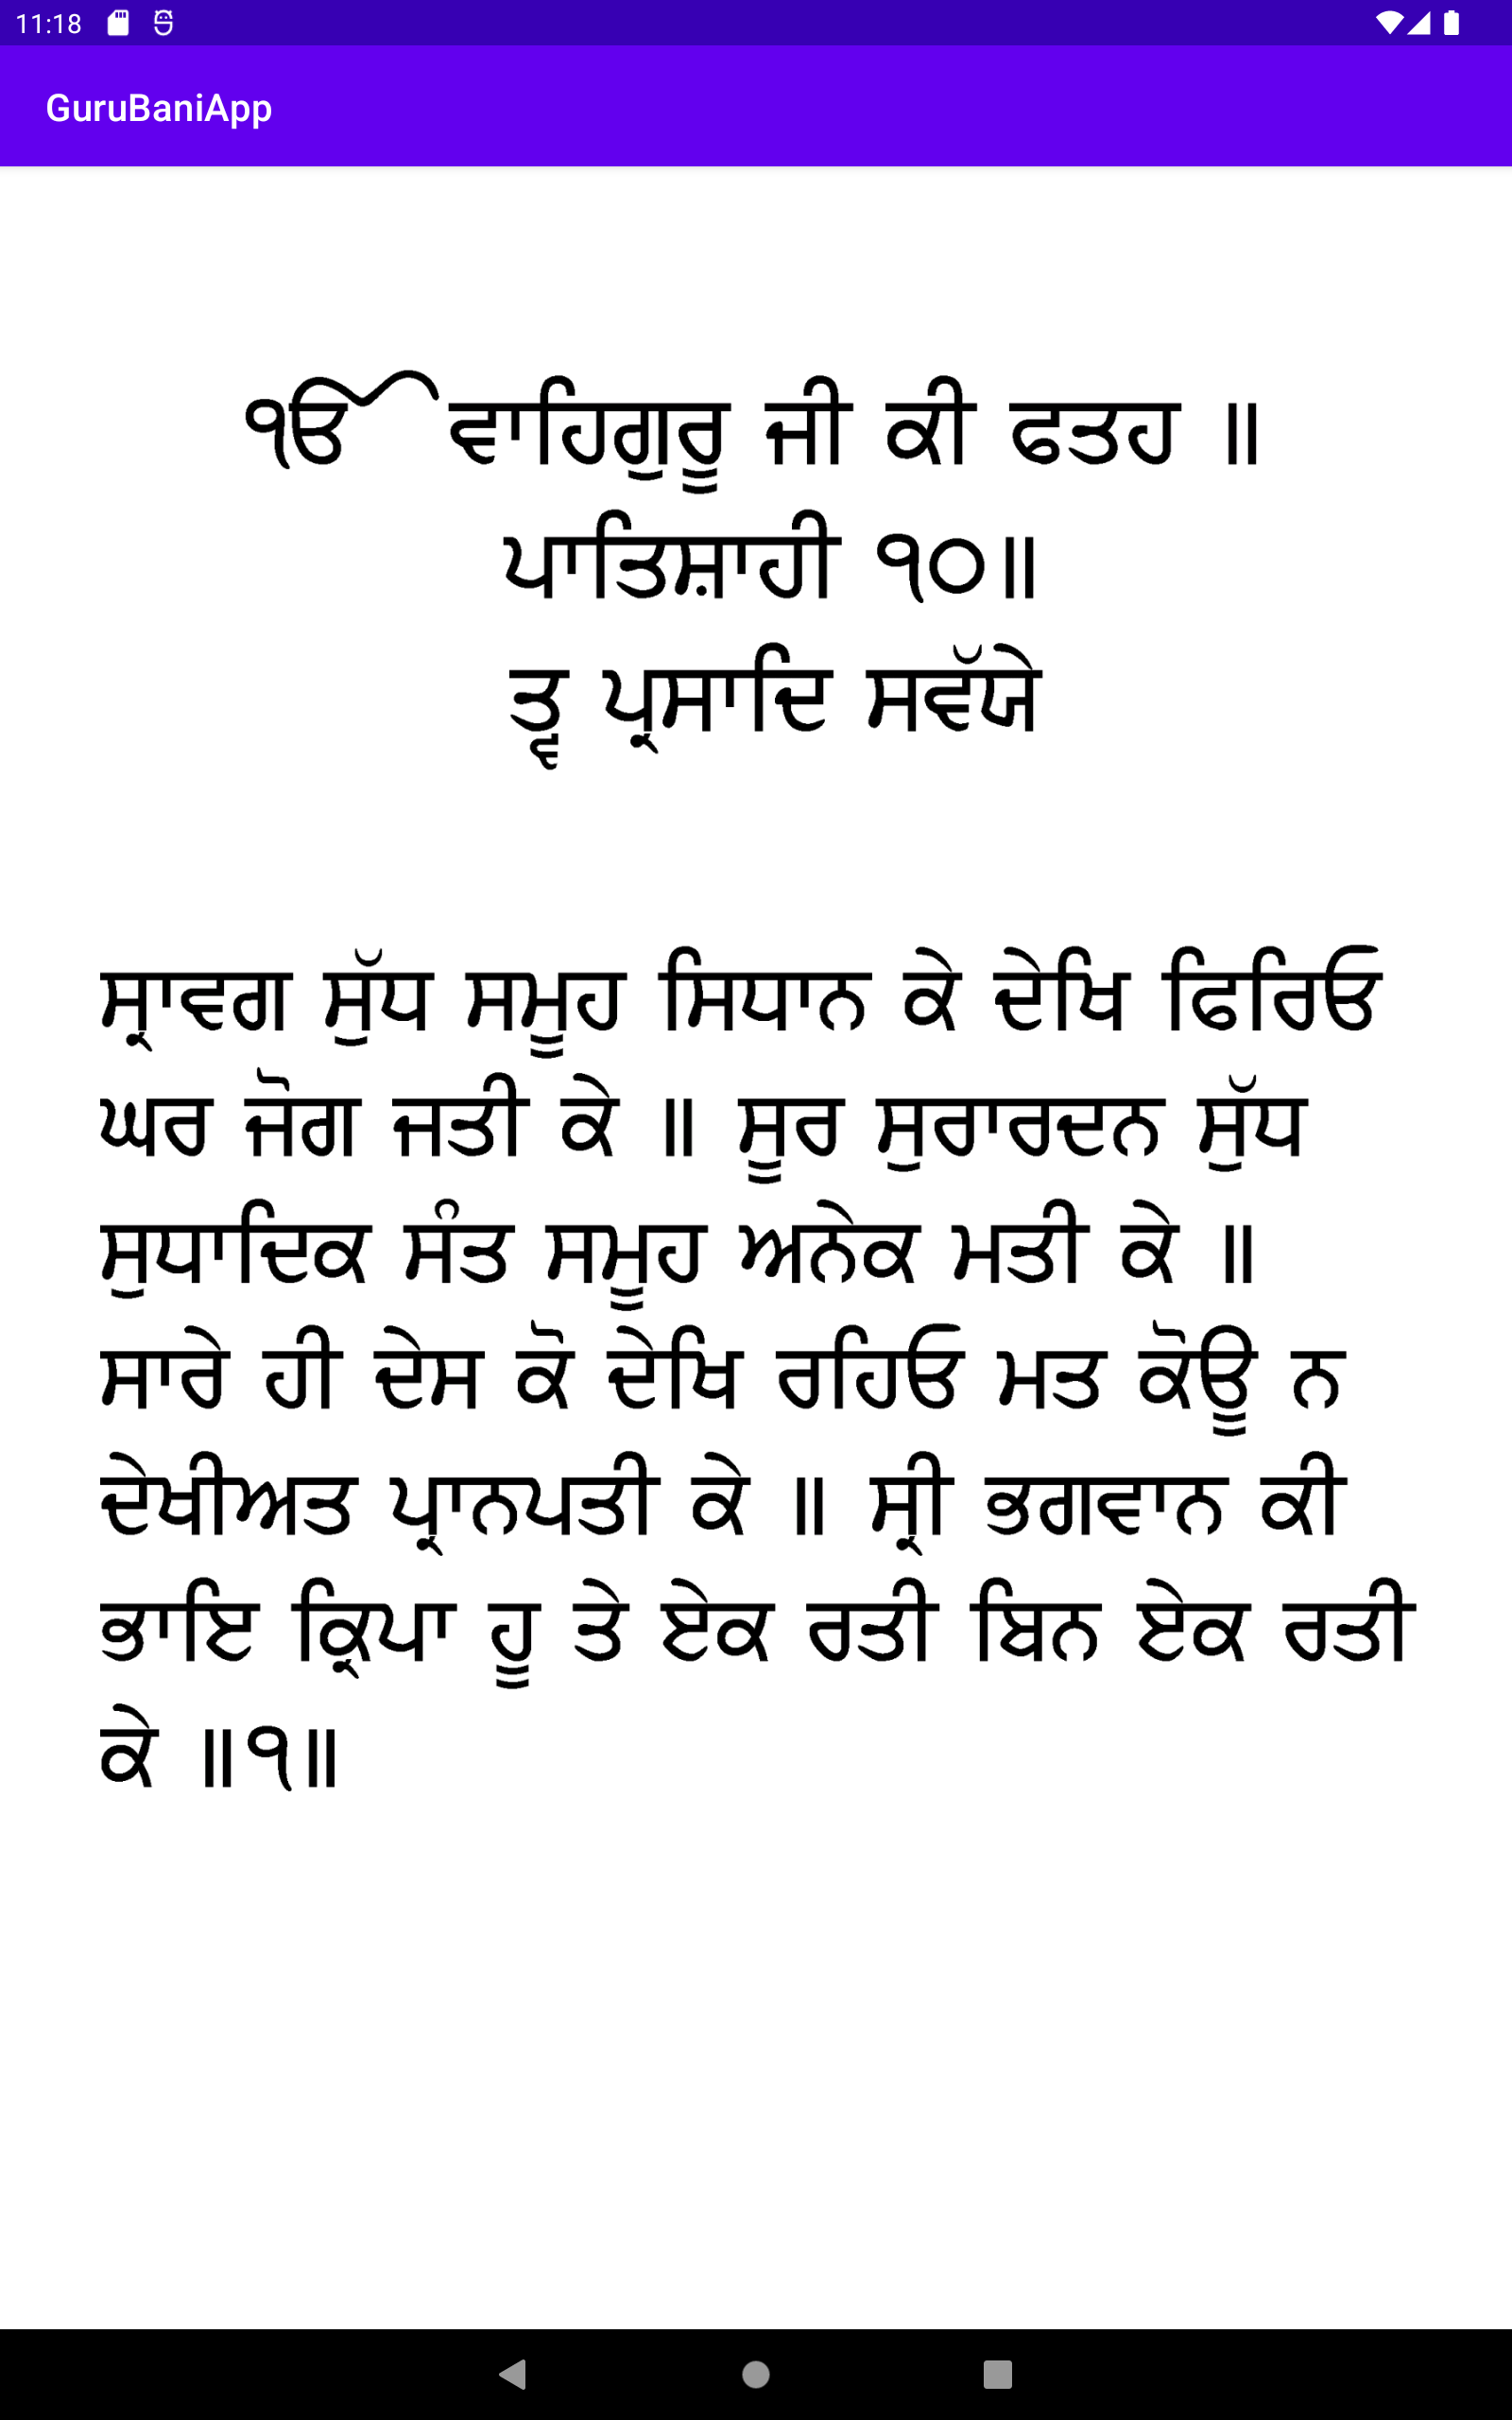 11:18
GuruBaniApp
ੴ ਵਾਹਿਗੁਰੂ ਜੀ ਕੀ ਫਤਹ ॥
ਪਾਤਿਸ਼ਾਹੀ ੧੦॥
ਤ੍ਵ ਪ੍ਰਸਾਦਿ ਸਵੱਯੇ
ਸ੍ਰਾਵਗ ਸੁੱਧ ਸਮੂਹ ਸਿਧਾਨ ਕੇ ਦੇਖਿ ਫਿਰਿਓ
ਘਰ ਜੋਗ ਜਤੀ ਕੇ ॥ ਸੂਰ ਸੁਰਾਰਦਨ ਸੁੱਧ
ਸੁਧਾਦਿਕ ਸੰਤ ਸਮੂਹ ਅਨੇਕ ਮਤੀ ਕੇ ॥
ਸਾਰੇ ਹੀ ਦੇਸ ਕੋ ਦੇਖਿ ਰਹਿਓ ਮਤ ਕੋਊ ਨ
ਦੇਖੀਅਤ ਪ੍ਰਾਨਪਤੀ ਕੇ ॥ ਸ੍ਰੀ ਭਗਵਾਨ ਕੀ
ਭਾਇ ਕ੍ਰਿਪਾ ਹੂ ਤੇ ਏਕ ਰਤੀ ਬਿਨ ਏਕ ਰਤੀ
ਕੇ ॥੧॥